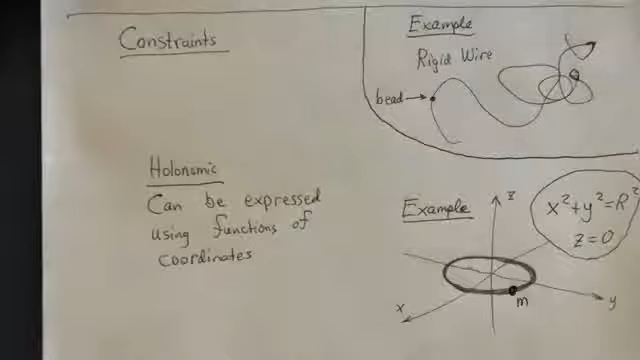 Constraints
Example
Rigid Wire
bead
Holonomic
Can be expressed
using functions of
coordinates
Example
z
x² + y² = R²
z = 0
x
y
m